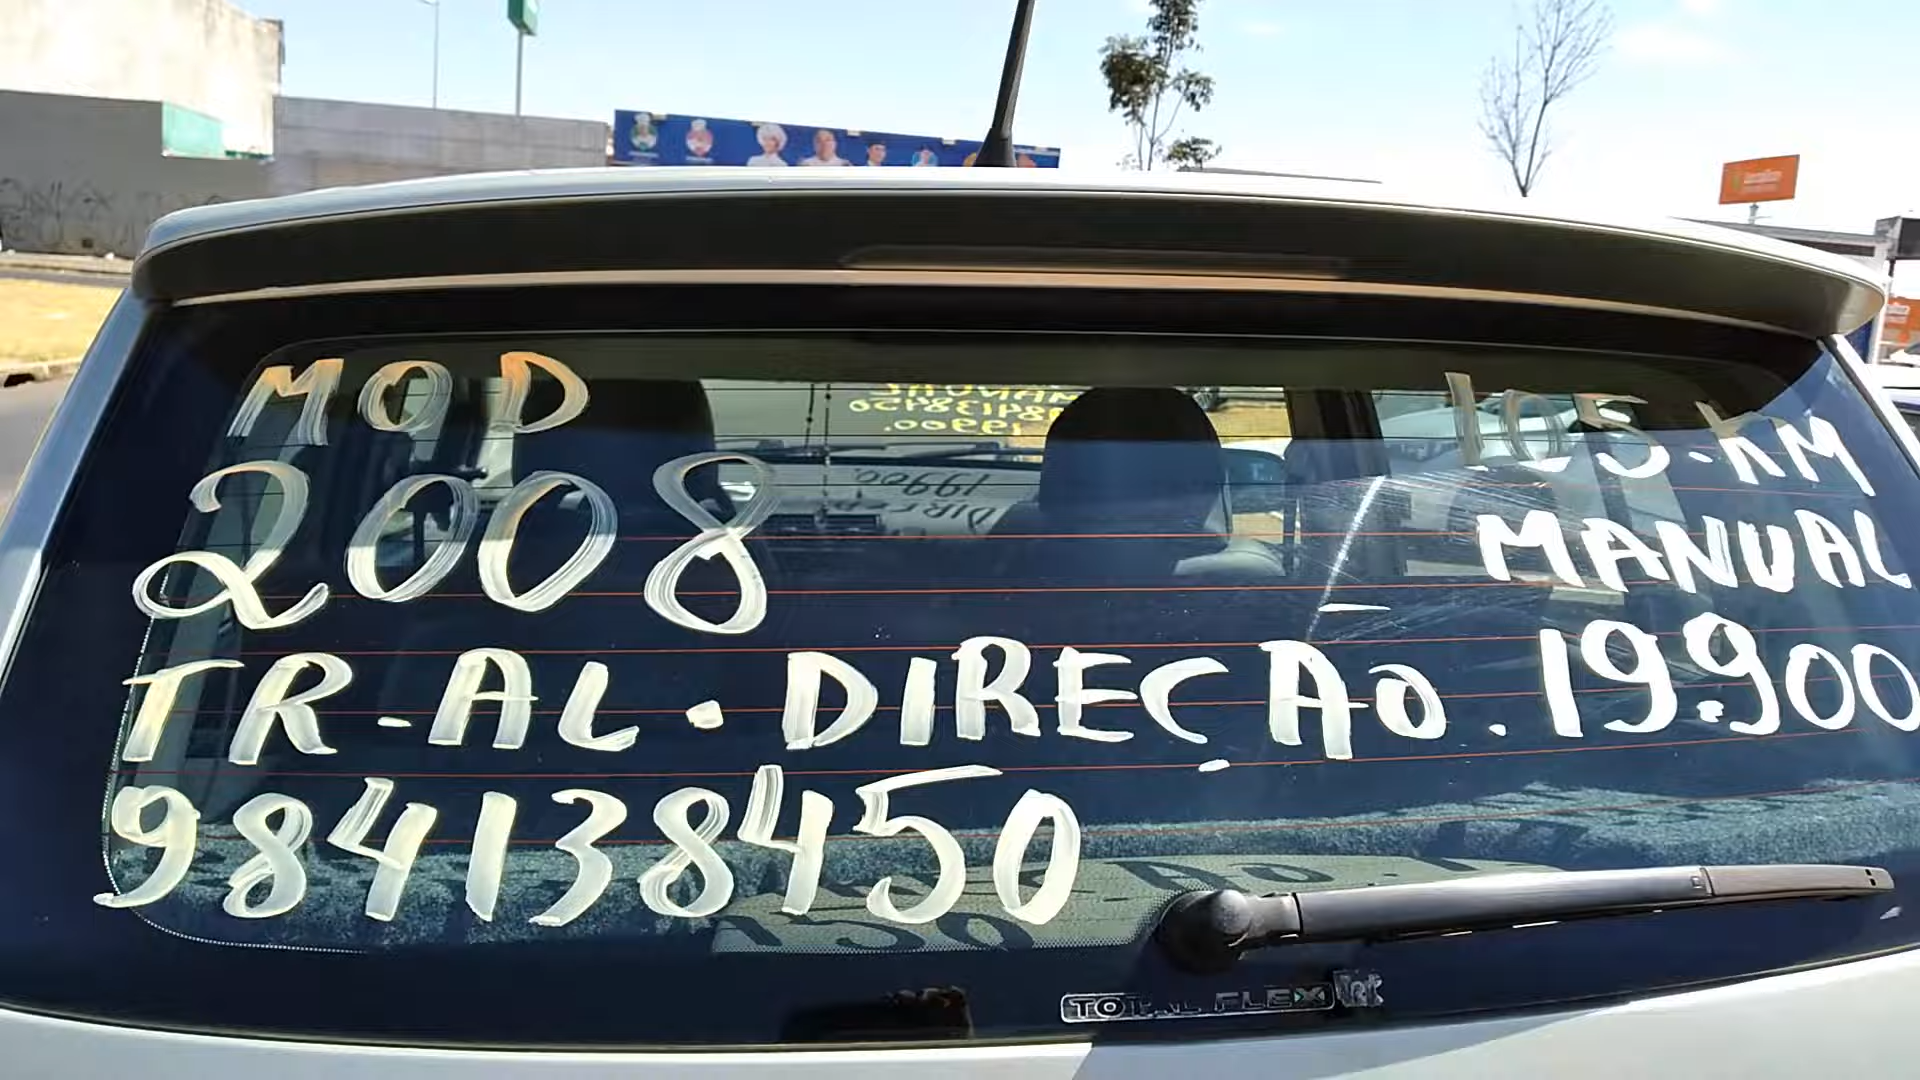 MOD
2008
105.KM
MANUAL
TR-AL.DIREÇÃO.19.900
984138450
TOTAL FLEX